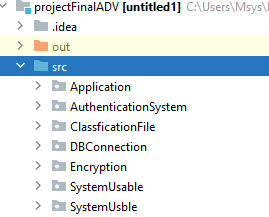 projectFinalADV [untitled1] C:\Users\Msys\
.idea
out
src
Application
AuthenticationSystem
ClassficationFile
DBConnection
Encryption
SystemUsable
SystemUsble